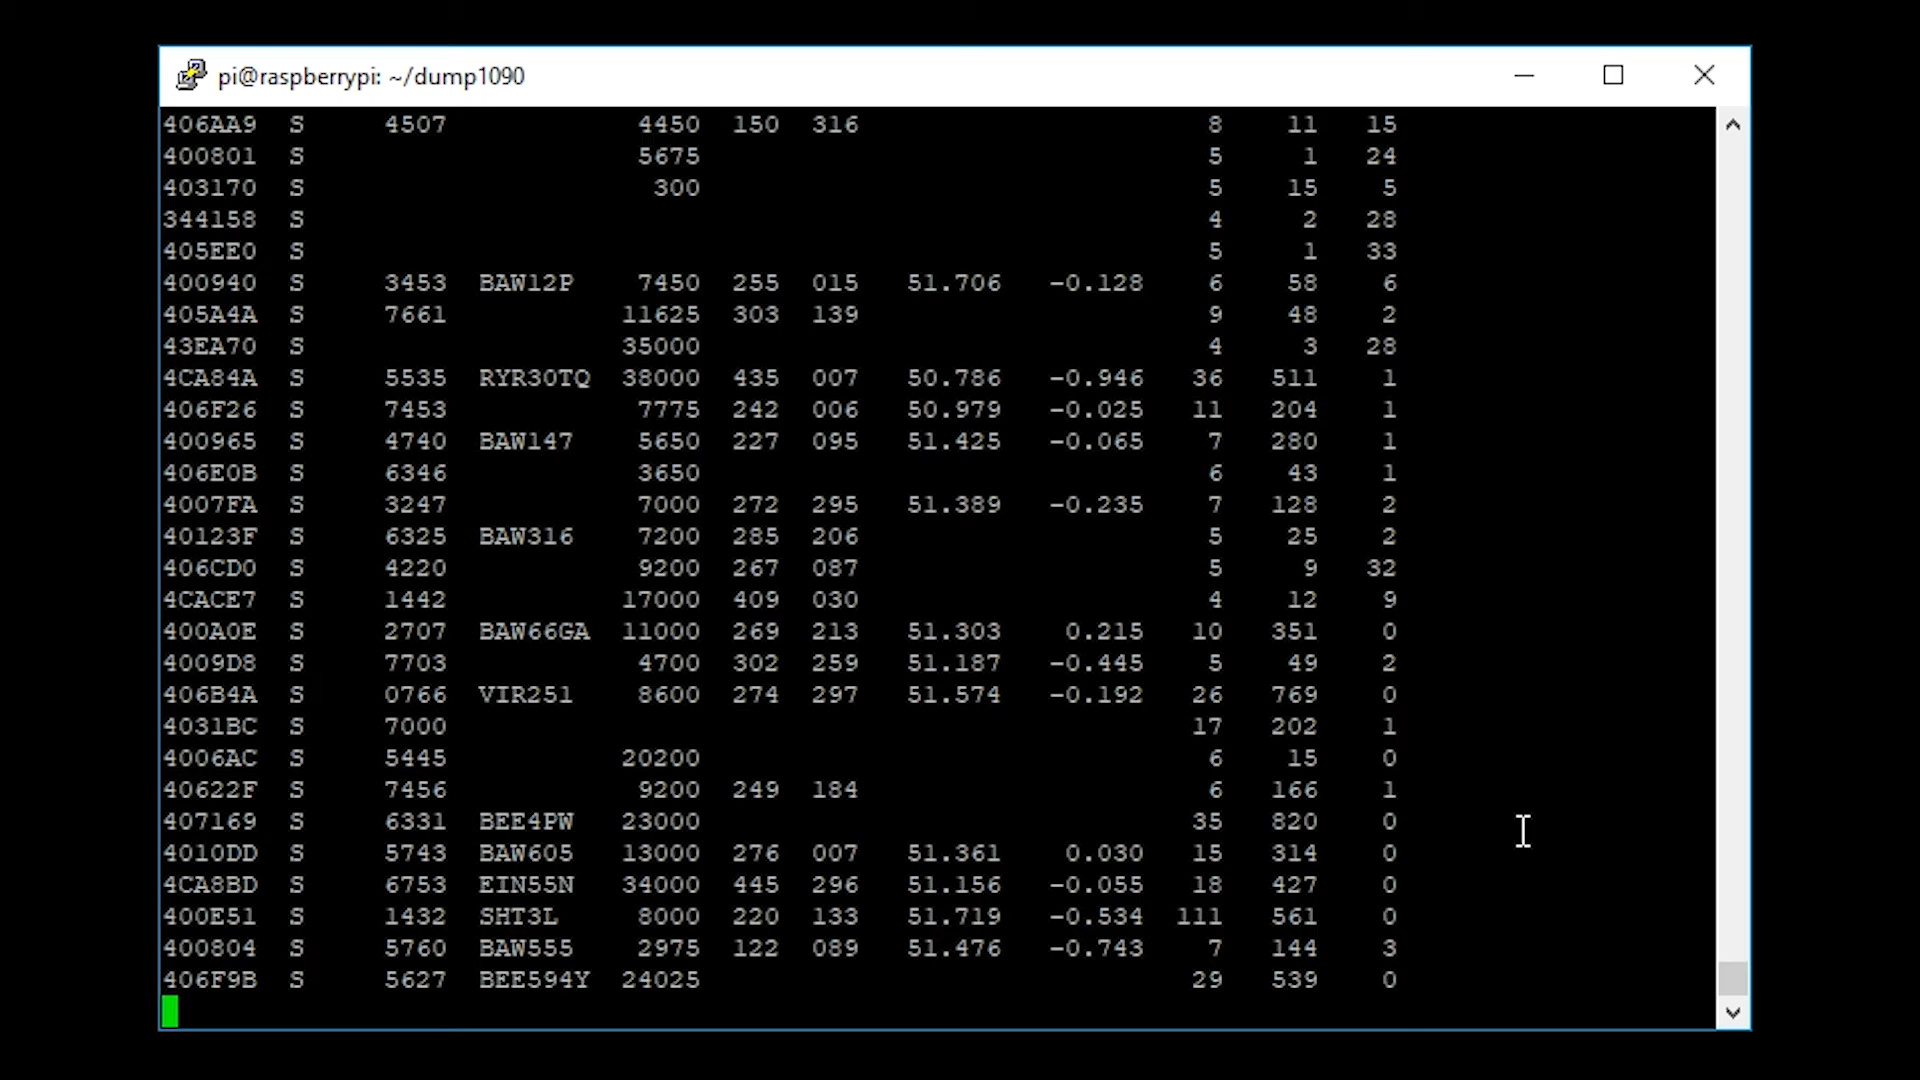 pi@raspberrypi: ~/dump1090
406AA9 S 4507 4450 150 316 8 11 15
400801 S 5675 5 1 24
403170 S 300 5 15 5
344158 S 4 2 28
405EE0 S 5 1 33
400940 S 3453 BAW12P 7450 255 015 51.706 -0.128 6 58 6
405A4A S 7661 11625 303 139 9 48 2
43EA70 S 35000 4 3 28
4CA84A S 5535 RYR30TQ 38000 435 007 50.786 -0.946 36 511 1
406F26 S 7453 7775 242 006 50.979 -0.025 11 204 1
400965 S 4740 BAW147 5650 227 095 51.425 -0.065 7 280 1
406E0B S 6346 3650 6 43 1
4007FA S 3247 7000 272 295 51.389 -0.235 7 128 2
40123F S 6325 BAW316 7200 285 206 5 25 2
406CD0 S 4220 9200 267 087 5 9 32
4CACE7 S 1442 17000 409 030 4 12 9
400A0E S 2707 BAW66GA 11000 269 213 51.303 0.215 10 351 0
4009D8 S 7703 4700 302 259 51.187 -0.445 5 49 2
406B4A S 0766 VIR251 8600 274 297 51.574 -0.192 26 769 0
4031BC S 7000 17 202 1
4006AC S 5445 20200 6 15 0
40622F S 7456 9200 249 184 6 166 1
407169 S 6331 BEE4PW 23000 35 820 0
4010DD S 5743 BAW605 13000 276 007 51.361 0.030 15 314 0
4CA8BD S 6753 EIN55N 34000 445 296 51.156 -0.055 18 427 0
400E51 S 1432 SHT3L 8000 220 133 51.719 -0.534 111 561 0
400804 S 5760 BAW555 2975 122 089 51.476 -0.743 7 144 3
406F9B S 5627 BEE594Y 24025 29 539 0